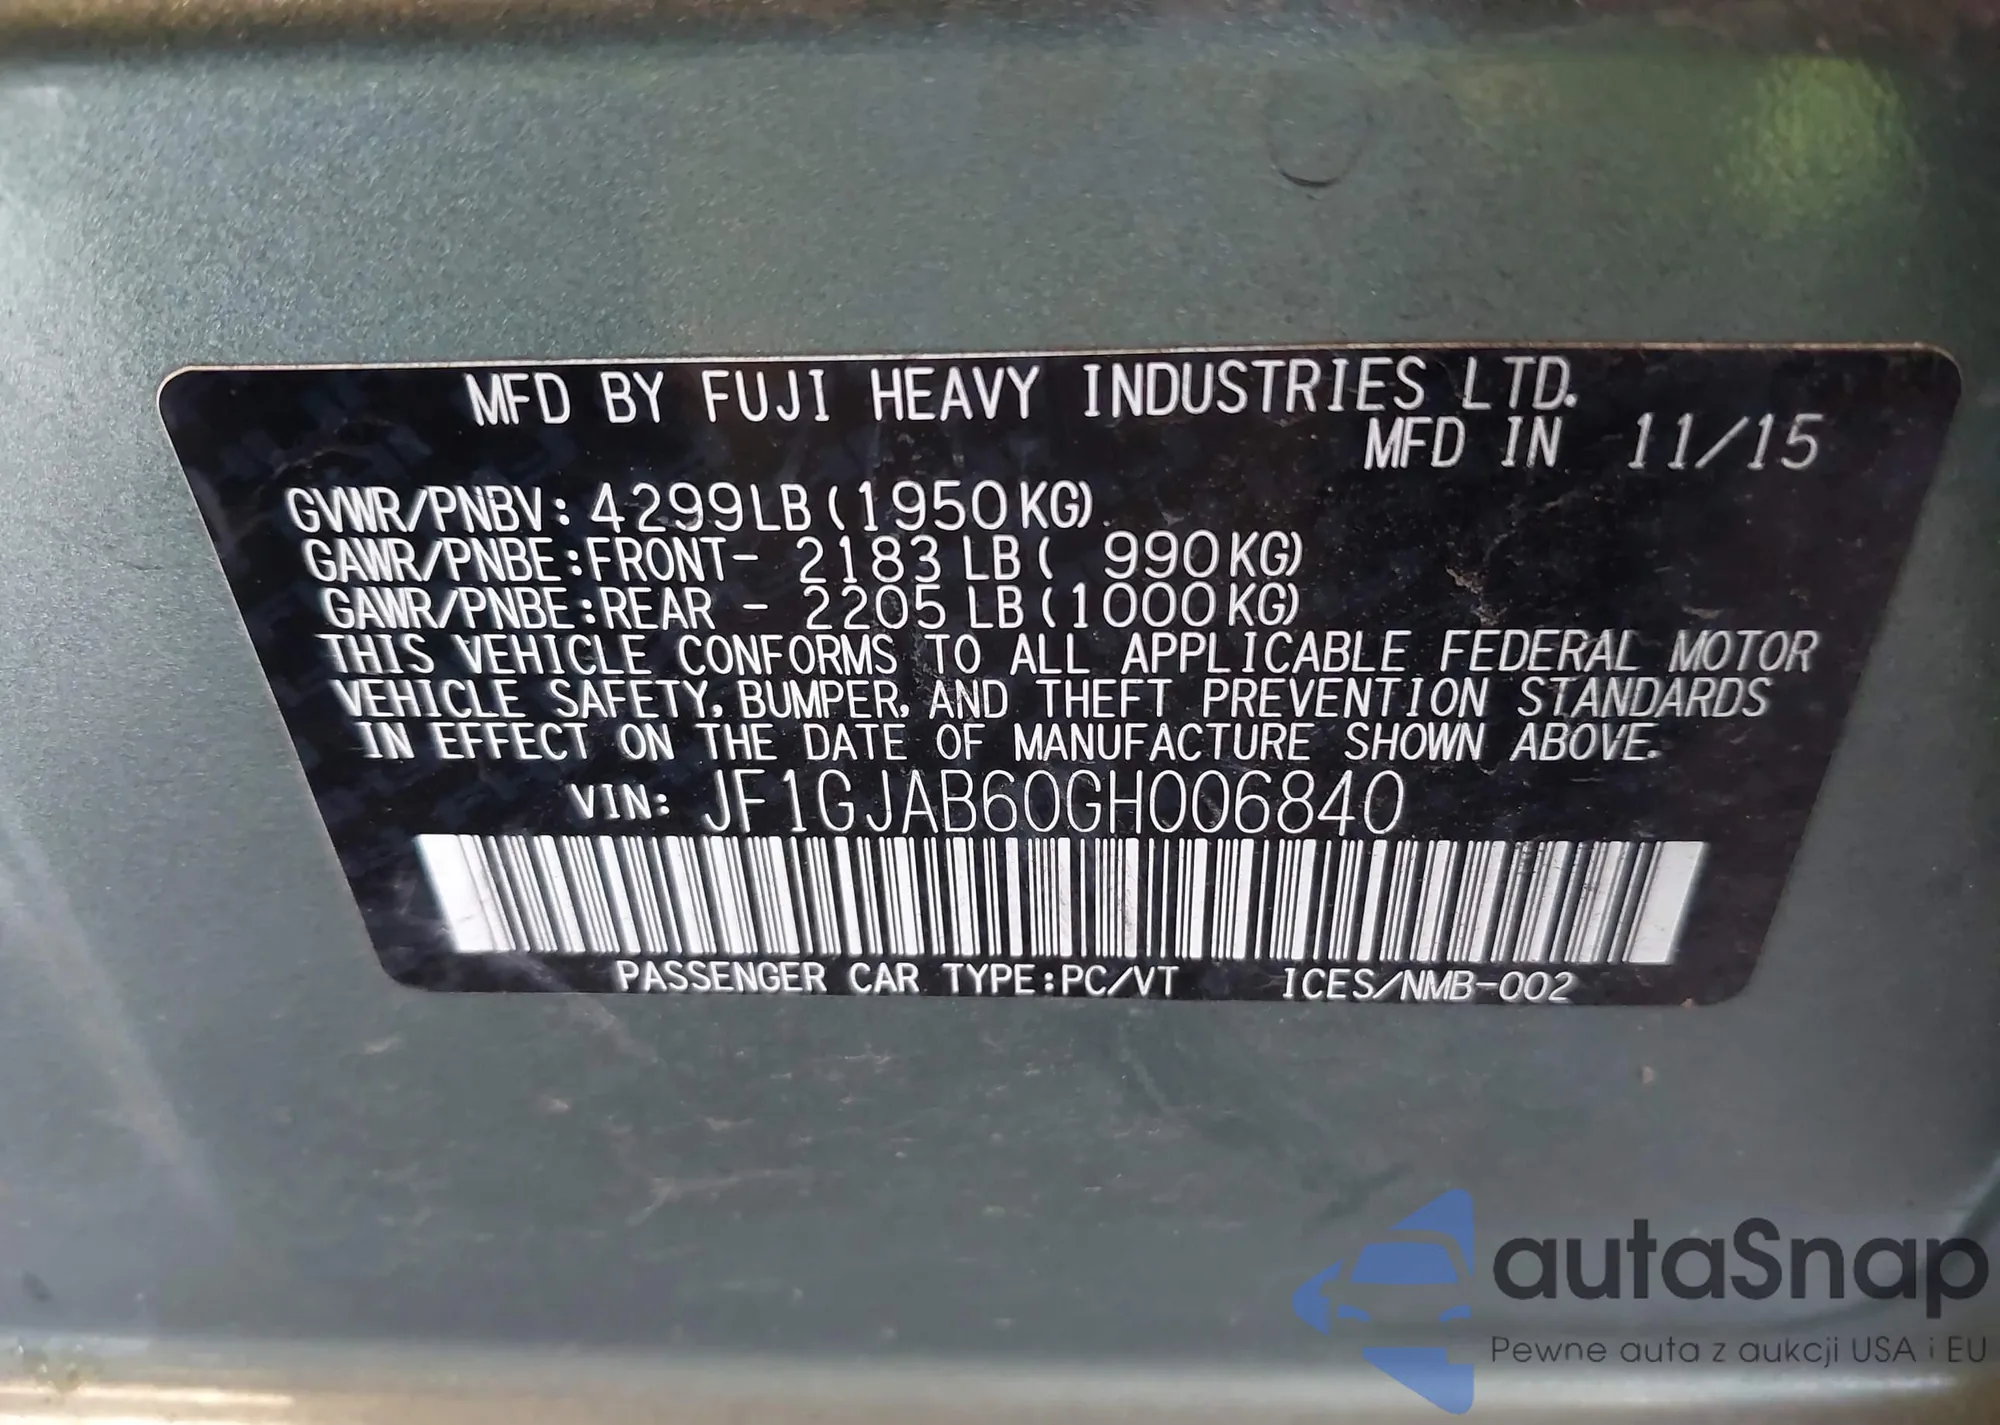 MFD BY FUJI HEAVY INDUSTRIES LTD.
MFD IN 11/15
GVWR/PNBV: 4299LB(1950KG)
GAWR/PNBE:FRONT- 2183 LB( 990KG)
GAWR/PNBE:REAR - 2205 LB(1000KG)
THIS VEHICLE CONFORMS TO ALL APPLICABLE FEDERAL MOTOR
VEHICLE SAFETY, BUMPER, AND THEFT PREVENTION STANDARDS
IN EFFECT ON THE DATE OF MANUFACTURE SHOWN ABOVE.
VIN: JF1GJAB60GH006840
PASSENGER CAR TYPE:PC/VT ICES/NMB-002
autaSnap
Pewne auta z aukcji USA i EU